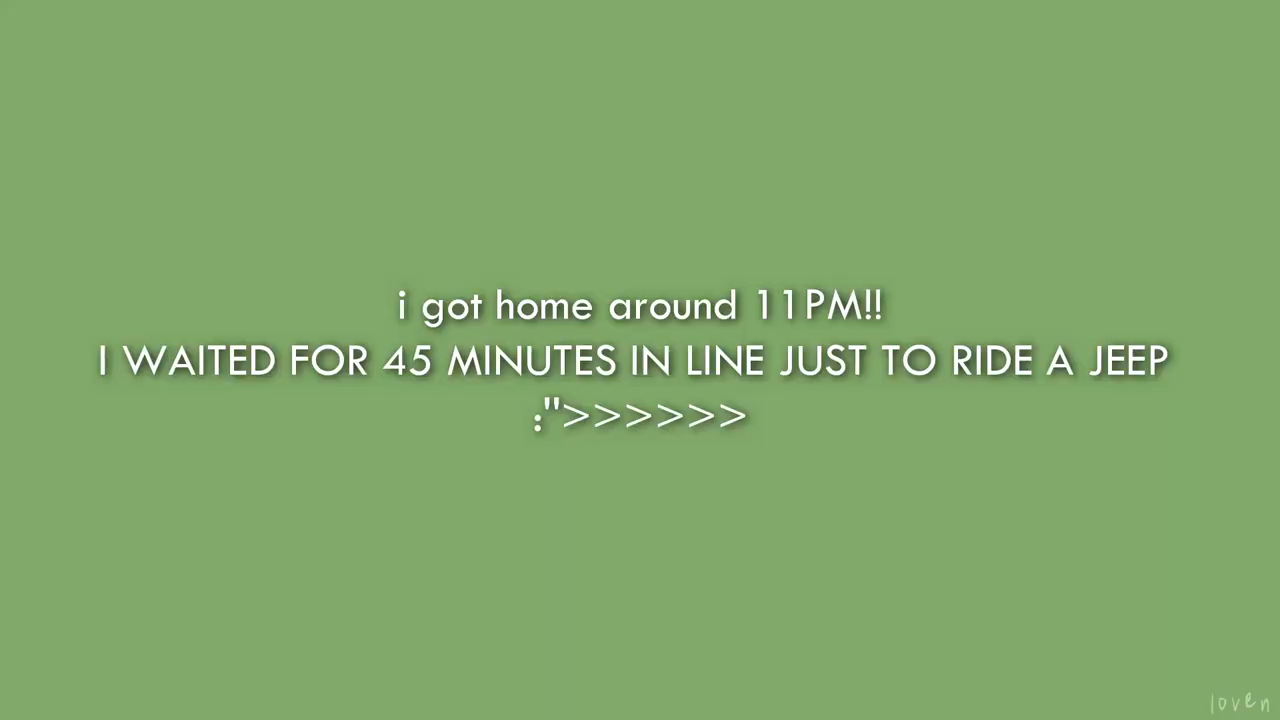 i got home around 11PM!!
I WAITED FOR 45 MINUTES IN LINE JUST TO RIDE A JEEP
:">>>>>>
loven